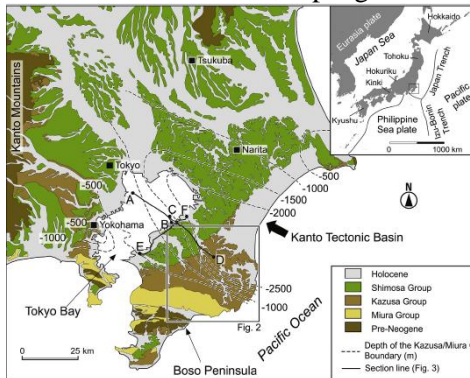 Eurasia plate
Japan Sea
Hokkaido
Tohoku
Hokuriku
Kinki
Kyushu
Japan Trench
Pacific plate
Izu-Bonin Trench
Philippine
Sea plate
0 1000 km
Kanto Mountains
Tsukuba
Tokyo
Narita
-500
-500
-1000
-500
-1000
-1500
-2000
N
A
Yokohama
C
F
B
E
D
Kanto Tectonic Basin
Tokyo Bay
-2500
-1000
Fig. 2
Pacific Ocean
0 25 km
Boso Peninsula
Holocene
Shimosa Group
Kazusa Group
Miura Group
Pre-Neogene
Depth of the Kazusa/Miura
Boundary (m)
Section line (Fig. 3)